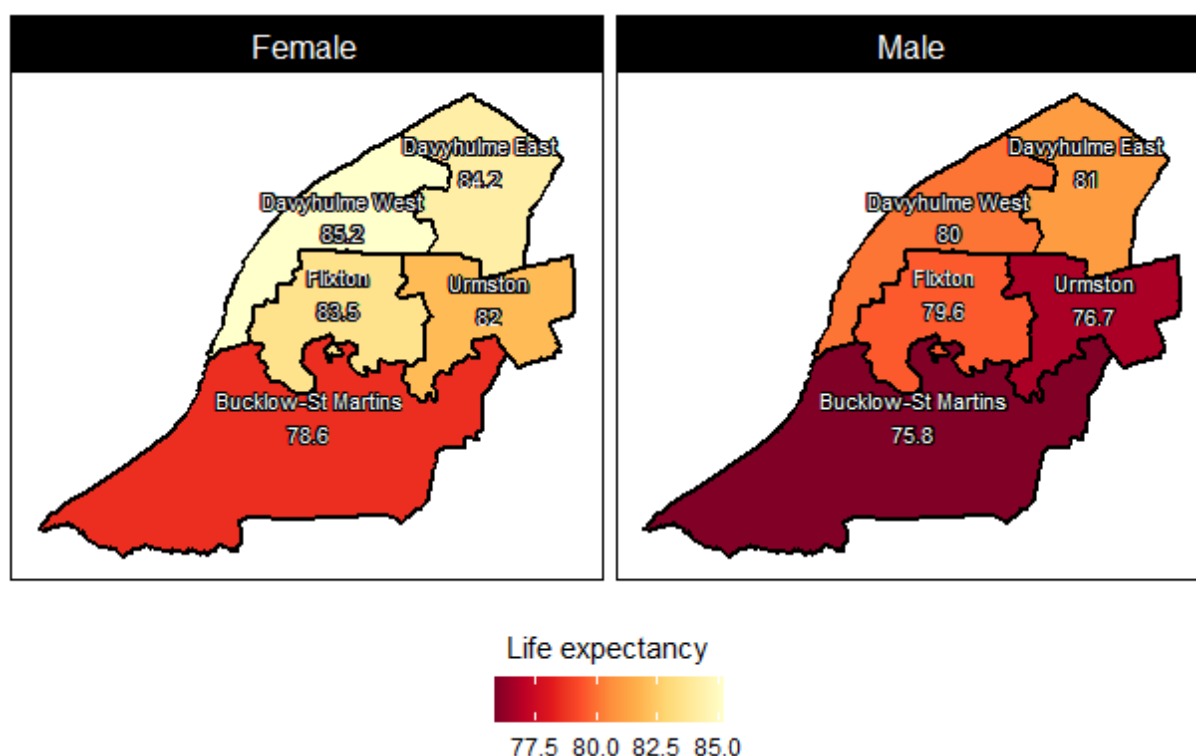 Female
Davyhulme East
84.2
Davyhulme West
85.2
Flixton
83.5
Urmston
82
Bucklow-St Martins
78.6
Male
Davyhulme East
81
Davyhulme West
80
Flixton
79.6
Urmston
76.7
Bucklow-St Martins
75.8
Life expectancy
77.5 80.0 82.5 85.0